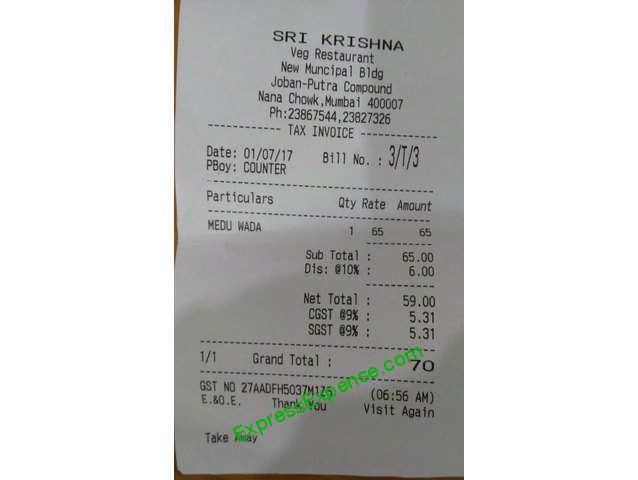 SRI KRISHNA
Veg Restaurant
New Muncipal Bldg
Joban-Putra Compound
Nana Chowk,Mumbai 400007
Ph:23867544,23827326
TAX INVOICE
Date: 01/07/17 Bill No. : 3/T/3
PBoy: COUNTER
Particulars Qty Rate Amount
MEDU WADA 1 65 65
Sub Total : 65.00
Dis: @10% : 6.00
Net Total : 59.00
CGST @9% : 5.31
SGST @9% : 5.31
1/1 Grand Total : 70
GST NO (06:56 AM)
E.&O.E. Thank You Visit Again
Take Away
ExpressExpense.com